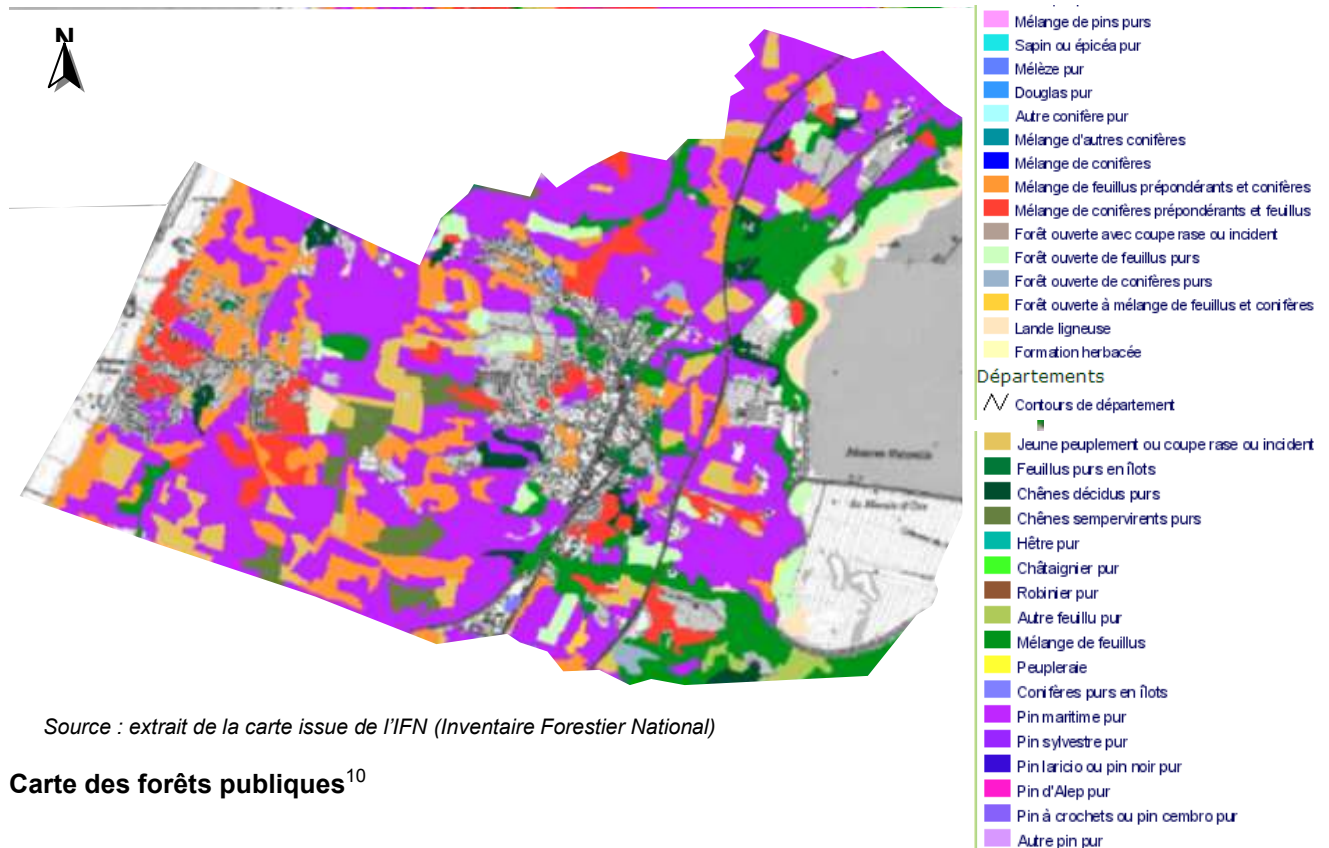 N
Source : extrait de la carte issue de l'IFN (Inventaire Forestier National)
Carte des forêts publiques10
Mélange de pins purs
Sapin ou épicéa pur
Mélèze pur
Douglas pur
Autre conifère pur
Mélange d'autres conifères
Mélange de conifères
Mélange de feuillus prépondérants et conifères
Mélange de conifères prépondérants et feuillus
Forêt ouverte avec coupe rase ou incident
Forêt ouverte de feuillus purs
Forêt ouverte de conifères purs
Forêt ouverte à mélange de feuillus et conifères
Lande ligneuse
Formation herbacée
Départements
Contours de département
Jeune peuplement ou coupe rase ou incident
Feuillus purs en îlots
Chênes décidus purs
Chênes sempervirents purs
Hêtre pur
Châtaignier pur
Robinier pur
Autre feuillu pur
Mélange de feuillus
Peupleraie
Conifères purs en îlots
Pin maritime pur
Pin sylvestre pur
Pin laricio ou pin noir pur
Pin d'Alep pur
Pin à crochets ou pin cembro pur
Autre pin pur